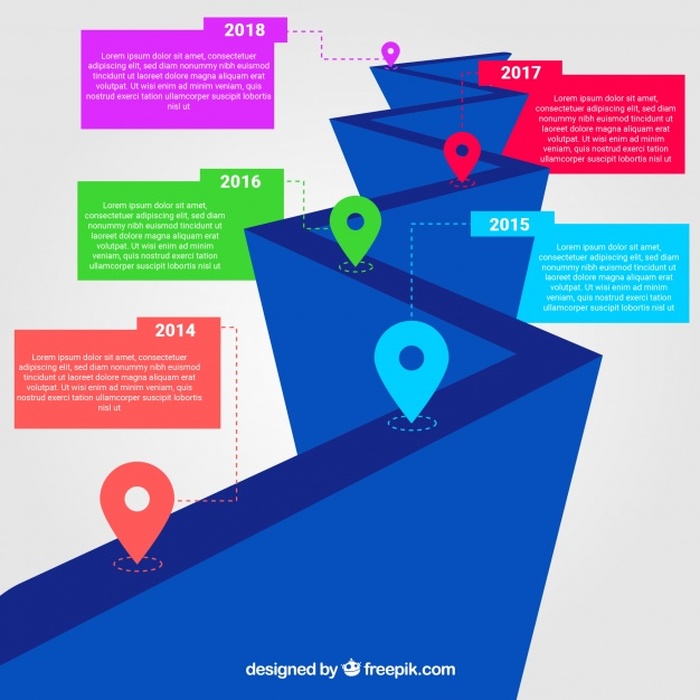 2018
Lorem ipsum dolor sit amet,
consectetuer adipiscing elit, sed diam
nonummy nibh euismod
tincidunt ut laoreet dolore magna aliquam erat
volutpat. Ut wisi enim ad minim veniam, quis
nostrud exerci tation ullamcorper suscipit lobortis
nisl ut
2017
Lorem ipsum dolor sit amet,
consectetuer adipiscing elit, sed diam
nonummy nibh euismod tincidunt ut
laoreet dolore magna aliquam erat
volutpat. Ut wisi enim ad minim
veniam, quis nostrud exerci tation
ullamcorper suscipit lobortis nisl ut
2016
Lorem ipsum dolor sit amet,
consectetuer adipiscing elit, sed diam
nonummy nibh euismod tincidunt ut
laoreet dolore magna aliquam erat
volutpat. Ut wisi enim ad minim
veniam, quis nostrud exerci tation
ullamcorper suscipit lobortis nisl ut
2015
Lorem ipsum dolor sit amet,
consectetuer adipiscing elit, sed diam
nonummy nibh euismod tincidunt ut
laoreet dolore magna aliquam erat
volutpat. Ut wisi enim ad minim
veniam, quis nostrud exerci tation
ullamcorper suscipit lobortis nisl ut
2014
Lorem ipsum dolor sit amet, consectetuer
adipiscing elit, sed diam nonummy nibh euismod
tincidunt ut laoreet dolore magna aliquam erat
volutpat. Ut wisi enim ad minim veniam, quis
nostrud exerci tation ullamcorper suscipit lobortis
nisl ut
designed by freepik.com